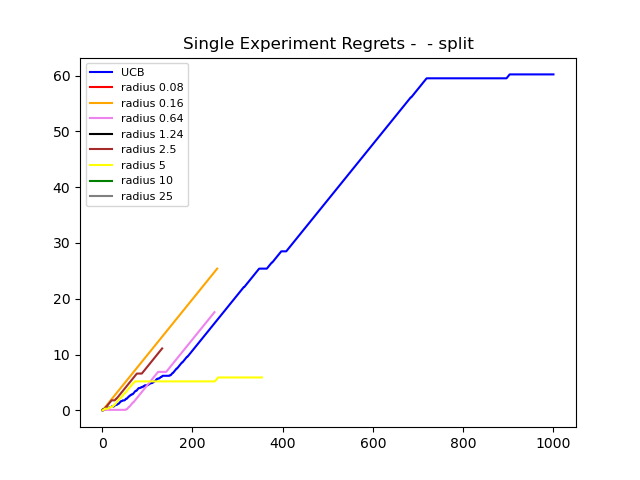 Single Experiment Regrets -  - split
UCB
radius 0.08
radius 0.16
radius 0.64
radius 1.24
radius 2.5
radius 5
radius 10
radius 25
60
50
40
30
20
10
0
0 200 400 600 800 1000